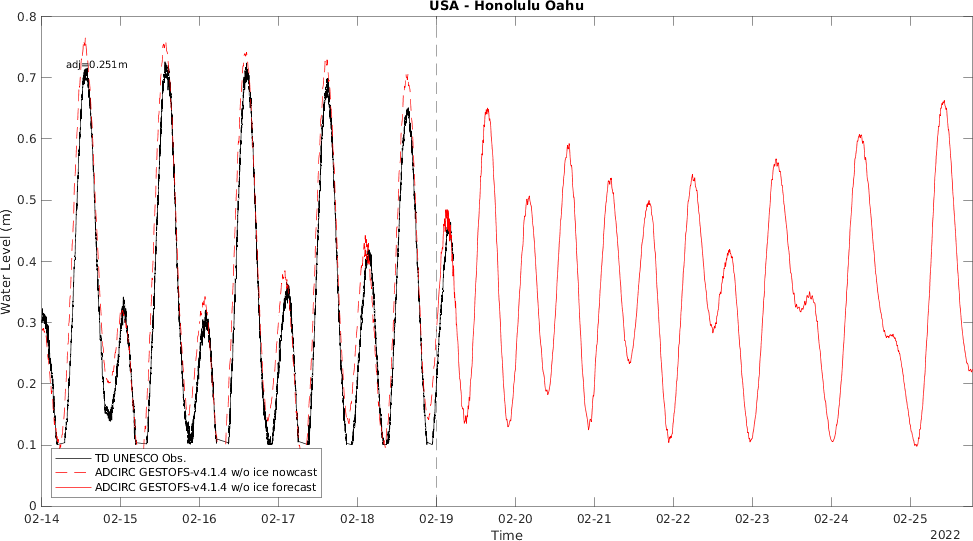 USA - Honolulu Oahu
0.8
adj=0.251m
0.7
0.6
0.5
0.4
0.3
0.2
0.1
0
Water Level (m)
TD UNESCO Obs.
ADCIRC GESTOFS-v4.1.4 w/o ice nowcast
ADCIRC GESTOFS-v4.1.4 w/o ice forecast
02-14 02-15 02-16 02-17 02-18 02-19 02-20 02-21 02-22 02-23 02-24 02-25
Time
2022